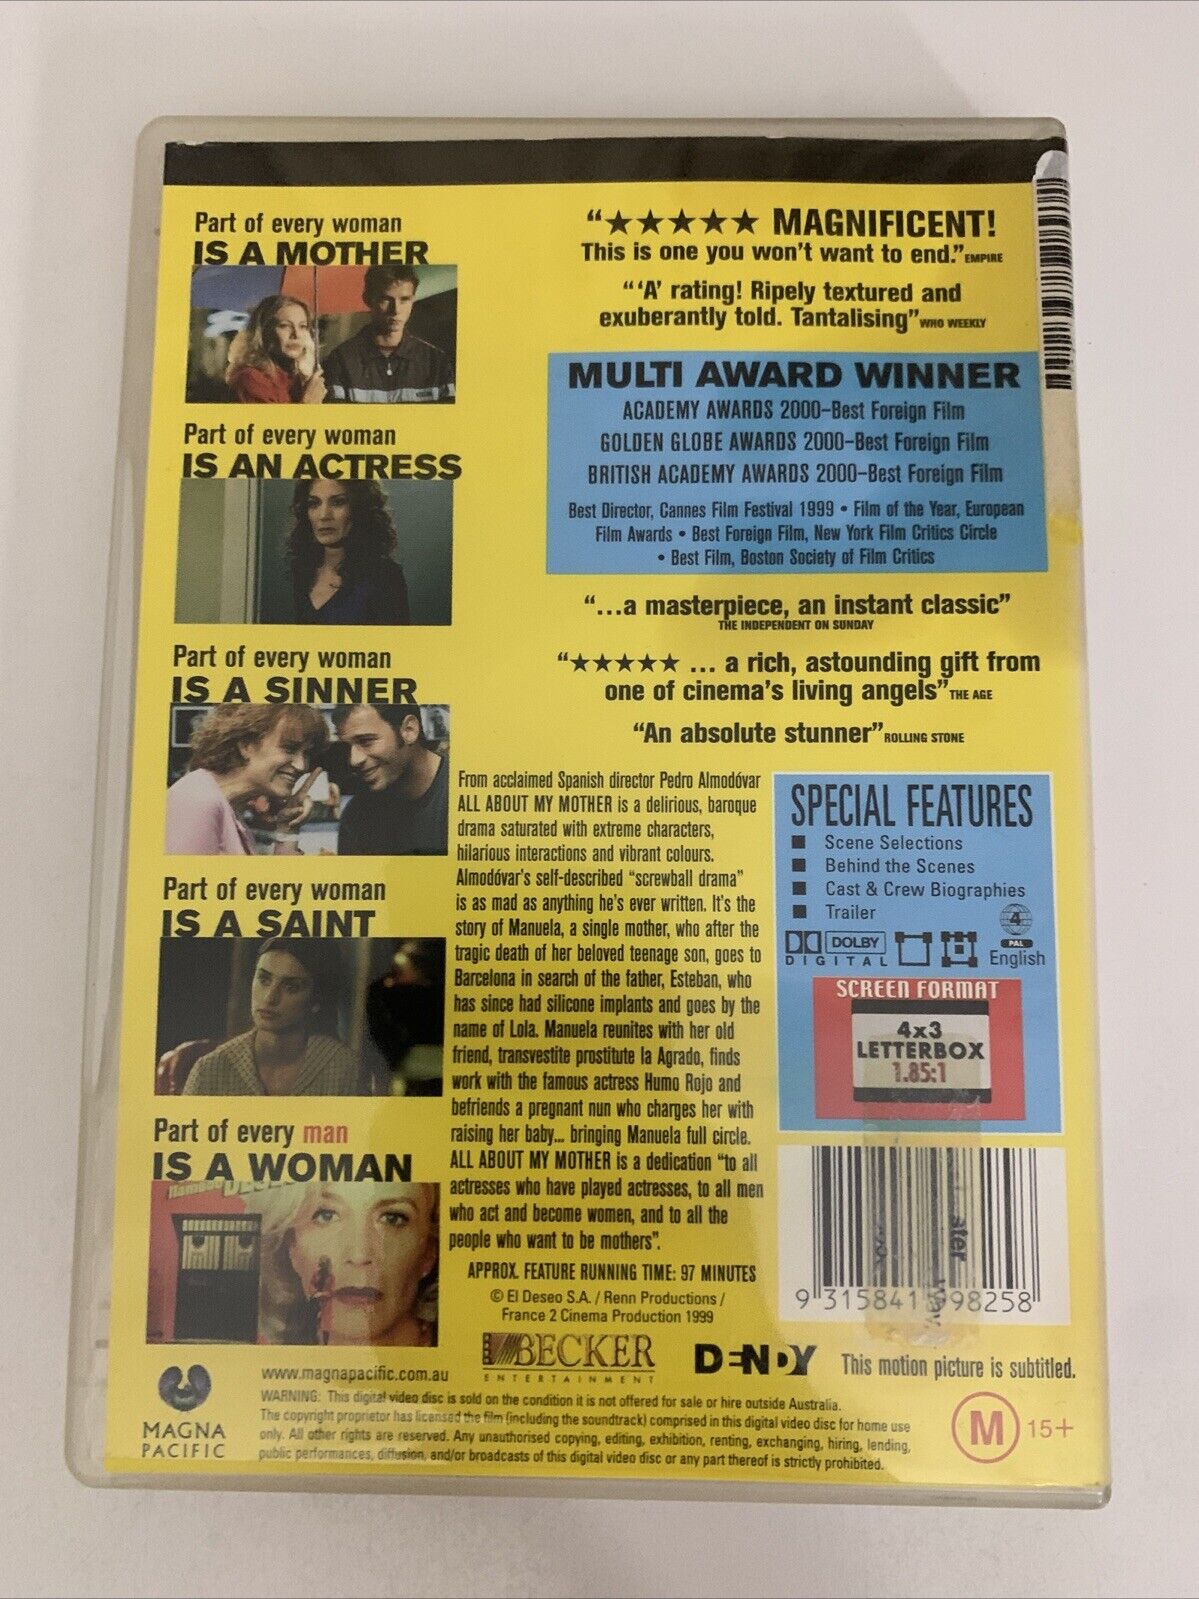 Part of every woman
IS A MOTHER
Part of every woman
IS AN ACTRESS
Part of every woman
IS A SINNER
Part of every woman
IS A SAINT
Part of every man
IS A WOMAN
“★★★★★ MAGNIFICENT!
This is one you won't want to end.” EMPIRE
“‘A’ rating! Ripely textured and
exuberantly told. Tantalising” WHO WEEKLY
MULTI AWARD WINNER
ACADEMY AWARDS 2000–Best Foreign Film
GOLDEN GLOBE AWARDS 2000–Best Foreign Film
BRITISH ACADEMY AWARDS 2000–Best Foreign Film
Best Director, Cannes Film Festival 1999 • Film of the Year, European
Film Awards • Best Foreign Film, New York Film Critics Circle
• Best Film, Boston Society of Film Critics
“...a masterpiece, an instant classic”
THE INDEPENDENT ON SUNDAY
“★★★★★ ... a rich, astounding gift from
one of cinema's living angels” THE AGE
“An absolute stunner” ROLLING STONE
From acclaimed Spanish director Pedro Almodóvar
ALL ABOUT MY MOTHER is a delirious, baroque
drama saturated with extreme characters,
hilarious interactions and vibrant colours.
Almodóvar's self-described “screwball drama”
is as mad as anything he's ever written. It's the
story of Manuela, a single mother, who after the
tragic death of her beloved teenage son, goes to
Barcelona in search of the father, Esteban, who
has since had silicone implants and goes by the
name of Lola. Manuela reunites with her old
friend, transvestite prostitute la Agrado, finds
work with the famous actress Humo Rojo and
befriends a pregnant nun who charges her with
raising her baby... bringing Manuela full circle.
ALL ABOUT MY MOTHER is a dedication “to all
actresses who have played actresses, to all men
who act and become women, and to all the
people who want to be mothers”.
APPROX. FEATURE RUNNING TIME: 97 MINUTES
© El Deseo S.A. / Renn Productions /
France 2 Cinema Production 1999
SPECIAL FEATURES
■ Scene Selections
■ Behind the Scenes
■ Cast & Crew Biographies
■ Trailer
4
PAL
English
DOLBY
DIGITAL
SCREEN FORMAT
4x3
LETTERBOX
1.85:1
BECKER
ENTERTAINMENT
DENDY
This motion picture is subtitled.
MAGNA
PACIFIC
www.magnapacific.com.au
WARNING: This digital video disc is sold on the condition it is not offered for sale or hire outside Australia.
The copyright proprietor has licensed the film (including the soundtrack) comprised in this digital video disc for home use
only. All other rights are reserved. Any unauthorised copying, editing, exhibition, renting, exchanging, hiring, lending,
public performances, diffusion, and/or broadcasts of this digital video disc or any part thereof is strictly prohibited.
M 15+